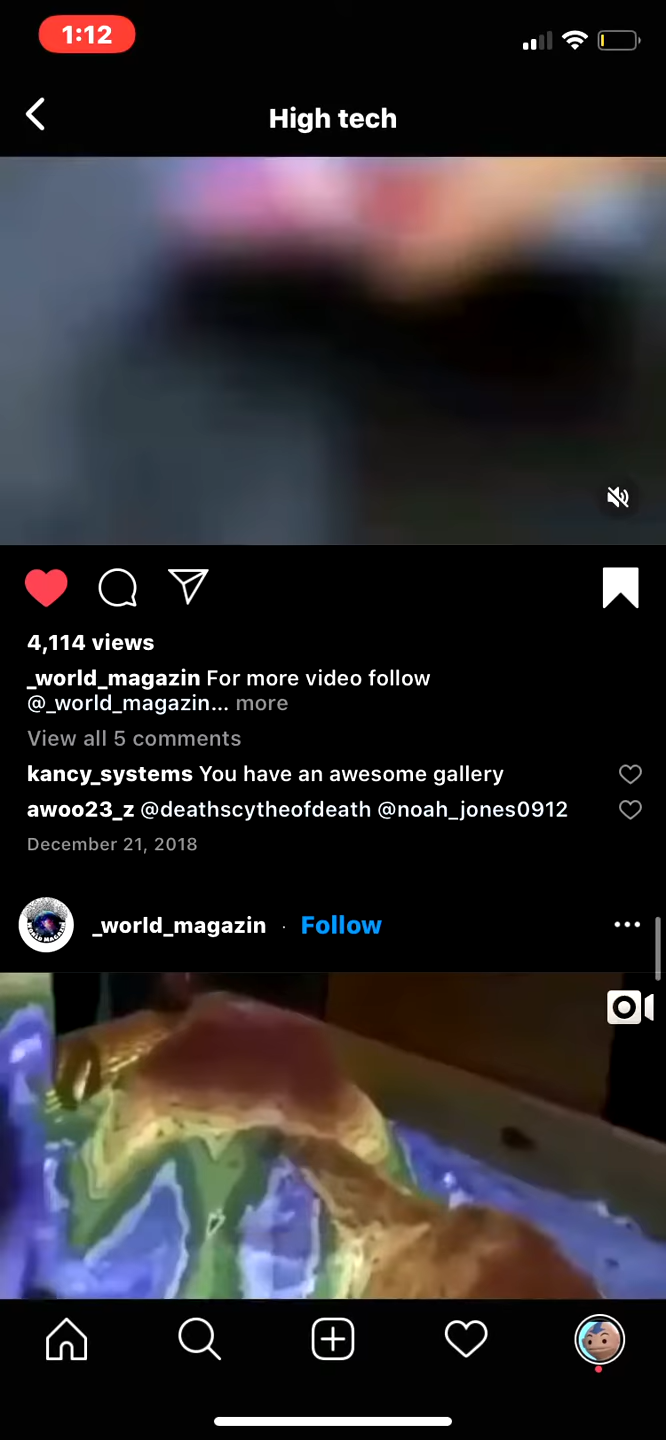 1:12
High tech
4,114 views
_world_magazin For more video follow
@_world_magazin... more
View all 5 comments
kancy_systems You have an awesome gallery
awoo23_z @deathscytheofdeath @noah_jones0912
December 21, 2018
_world_magazin · Follow